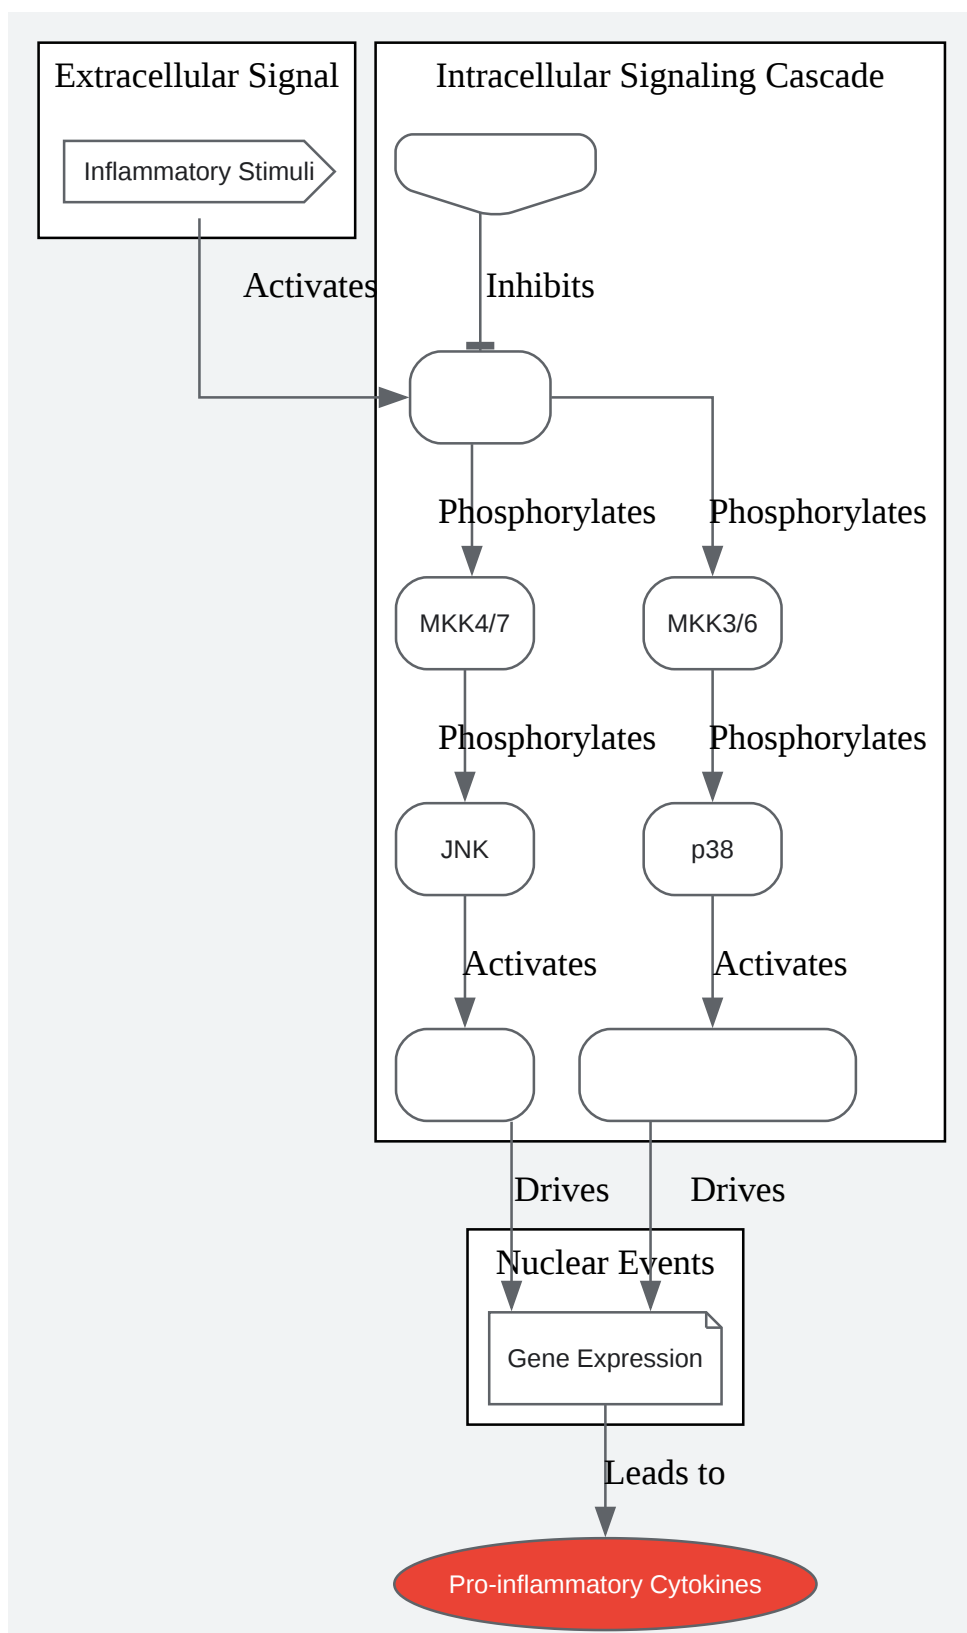 Extracellular Signal
Intracellular Signaling Cascade
Inflammatory Stimuli
Activates
Inhibits
Phosphorylates
Phosphorylates
MKK4/7
MKK3/6
Phosphorylates
Phosphorylates
JNK
p38
Activates
Activates
Drives
Drives
Nuclear Events
Gene Expression
Leads to
Pro-inflammatory Cytokines